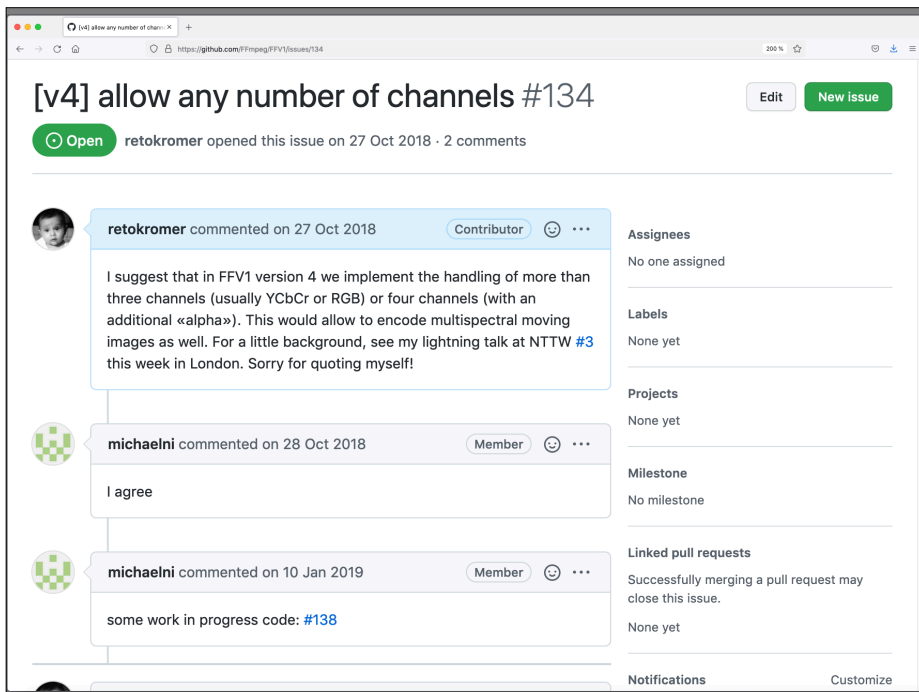 [v4] allow any number of chann
https://github.com/FFmpeg/FFV1/issues/134
200 %
[v4] allow any number of channels #134
Edit
New issue
Open
retokromer opened this issue on 27 Oct 2018 · 2 comments
retokromer commented on 27 Oct 2018
Contributor
I suggest that in FFV1 version 4 we implement the handling of more than
three channels (usually YCbCr or RGB) or four channels (with an
additional «alpha»). This would allow to encode multispectral moving
images as well. For a little background, see my lightning talk at NTTW #3
this week in London. Sorry for quoting myself!
michaelni commented on 28 Oct 2018
Member
I agree
michaelni commented on 10 Jan 2019
Member
some work in progress code: #138
Assignees
No one assigned
Labels
None yet
Projects
None yet
Milestone
No milestone
Linked pull requests
Successfully merging a pull request may
close this issue.
None yet
Notifications
Customize